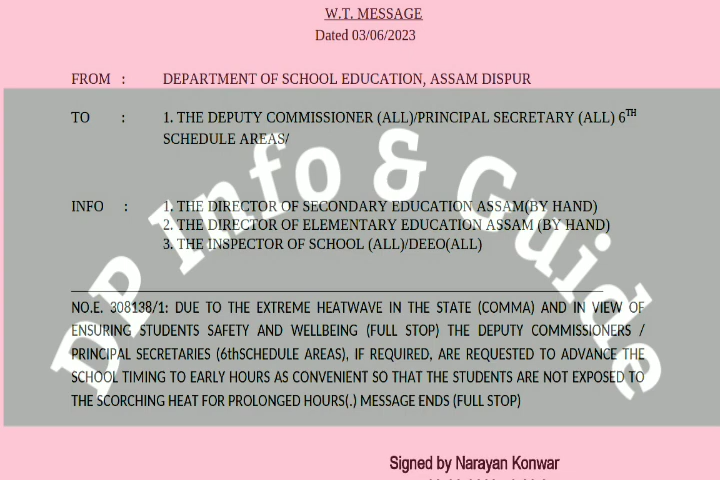 W.T. MESSAGE
Dated 03/06/2023
FROM : DEPARTMENT OF SCHOOL EDUCATION, ASSAM DISPUR
TO : 1. THE DEPUTY COMMISSIONER (ALL)/PRINCIPAL SECRETARY (ALL) 6TH
SCHEDULE AREAS/
INFO : 1. THE DIRECTOR OF SECONDARY EDUCATION ASSAM(BY HAND)
2. THE DIRECTOR OF ELEMENTARY EDUCATION ASSAM (BY HAND)
3. THE INSPECTOR OF SCHOOL (ALL)/DEEO(ALL)
NO.E. 308138/1: DUE TO THE EXTREME HEATWAVE IN THE STATE (COMMA) AND IN VIEW OF
ENSURING STUDENTS SAFETY AND WELLBEING (FULL STOP) THE DEPUTY COMMISSIONERS /
PRINCIPAL SECRETARIES (6thSCHEDULE AREAS), IF REQUIRED, ARE REQUESTED TO ADVANCE THE
SCHOOL TIMING TO EARLY HOURS AS CONVENIENT SO THAT THE STUDENTS ARE NOT EXPOSED TO
THE SCORCHING HEAT FOR PROLONGED HOURS(.) MESSAGE ENDS (FULL STOP)
DP Info & Guide
Signed by Narayan Konwar